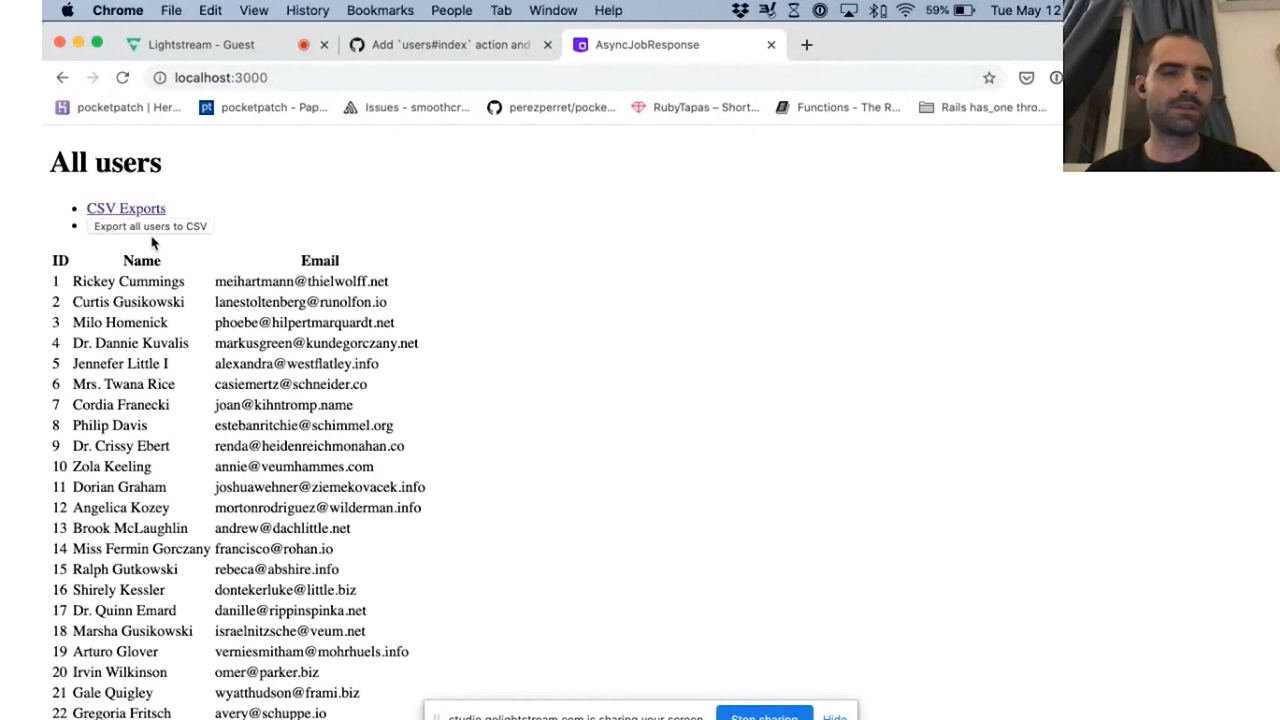 Chrome File Edit View History Bookmarks People Tab Window Help 59% Tue May 12
Lightstream - Guest Add `users#index` action and AsyncJobResponse
localhost:3000
pocketpatch | Her... pocketpatch - Pap... Issues - smoothcr... perezperret/pocke... RubyTapas – Short... Functions - The R... Rails has_one thro...
All users
CSV Exports
Export all users to CSV
ID Name Email
1 Rickey Cummings meihartmann@thielwolff.net
2 Curtis Gusikowski lanestoltenberg@runolfon.io
3 Milo Homenick phoebe@hilpertmarquardt.net
4 Dr. Dannie Kuvalis markusgreen@kundegorczany.net
5 Jennefer Little I alexandra@westflatley.info
6 Mrs. Twana Rice casiemertz@schneider.co
7 Cordia Franecki joan@kihntromp.name
8 Philip Davis estebanritchie@schimmel.org
9 Dr. Crissy Ebert renda@heidenreichmonahan.co
10 Zola Keeling annie@veumhammes.com
11 Dorian Graham joshuawehner@ziemekovacek.info
12 Angelica Kozey mortonrodriguez@wilderman.info
13 Brook McLaughlin andrew@dachlittle.net
14 Miss Fermin Gorczany francisco@rohan.io
15 Ralph Gutkowski rebeca@abshire.info
16 Shirely Kessler dontekerluke@little.biz
17 Dr. Quinn Emard danille@rippinspinka.net
18 Marsha Gusikowski israelnitzsche@veum.net
19 Arturo Glover verniesmitham@mohrhuels.info
20 Irvin Wilkinson omer@parker.biz
21 Gale Quigley wyatthudson@frami.biz
22 Gregoria Fritsch avery@schuppe.io
studio.golightstream.com is sharing your screen. Stop sharing Hide